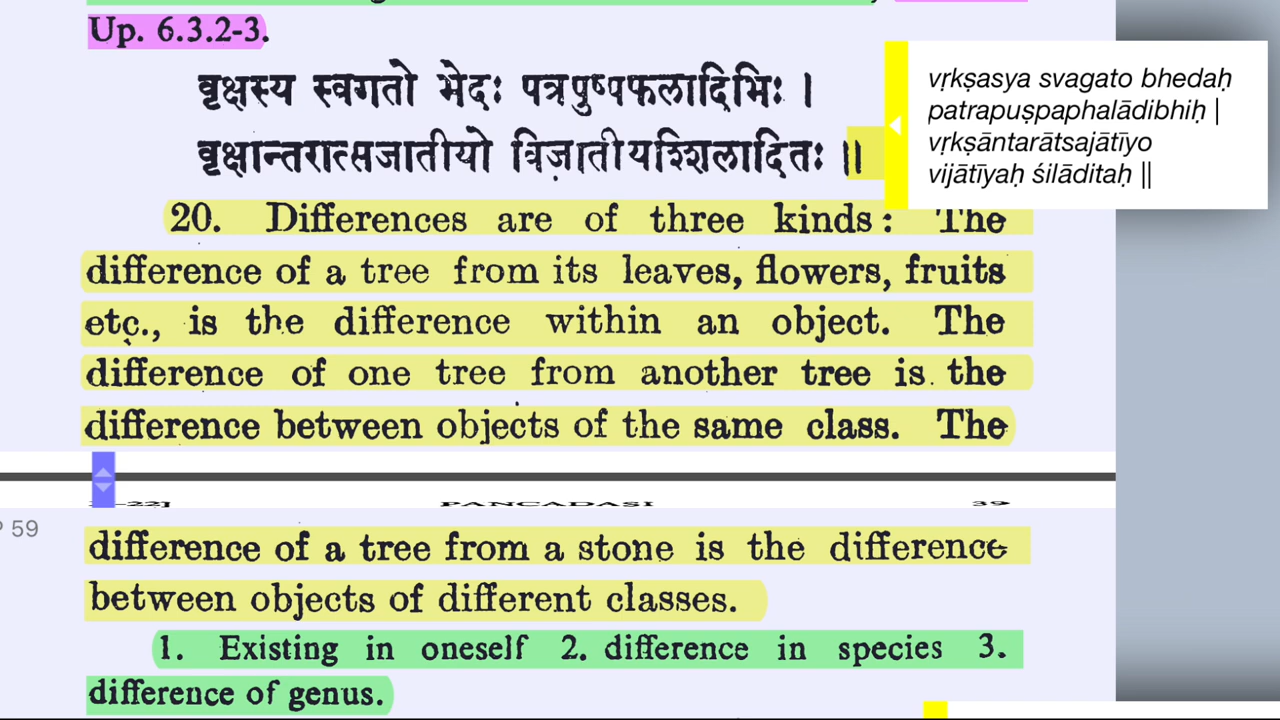 Up. 6.3.2-3.
वृक्षस्य स्वगतो भेदः पत्रपुष्पफलादिभिः ।
वृक्षान्तरात्सजातीयो विजातीयश्शिलादितः ॥
vṛkṣasya svagato bhedaḥ
patrapuṣpaphalādibhiḥ |
vṛkṣāntarātsajātīyo
vijātīyaḥ śilāditaḥ ||
20. Differences are of three kinds: The
difference of a tree from its leaves, flowers, fruits
etc., is the difference within an object. The
difference of one tree from another tree is the
difference between objects of the same class. The
-22] PANCADASI 39
P 59
difference of a tree from a stone is the difference
between objects of different classes.
1. Existing in oneself 2. difference in species 3.
difference of genus.